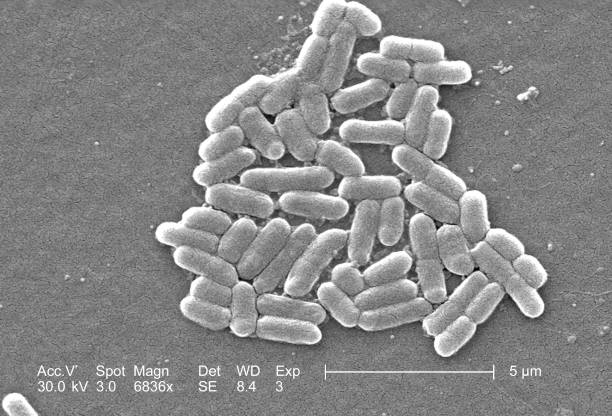 Acc.V Spot Magn Det WD Exp 5 µm
30.0 kV 3.0 6836x SE 8.4 3